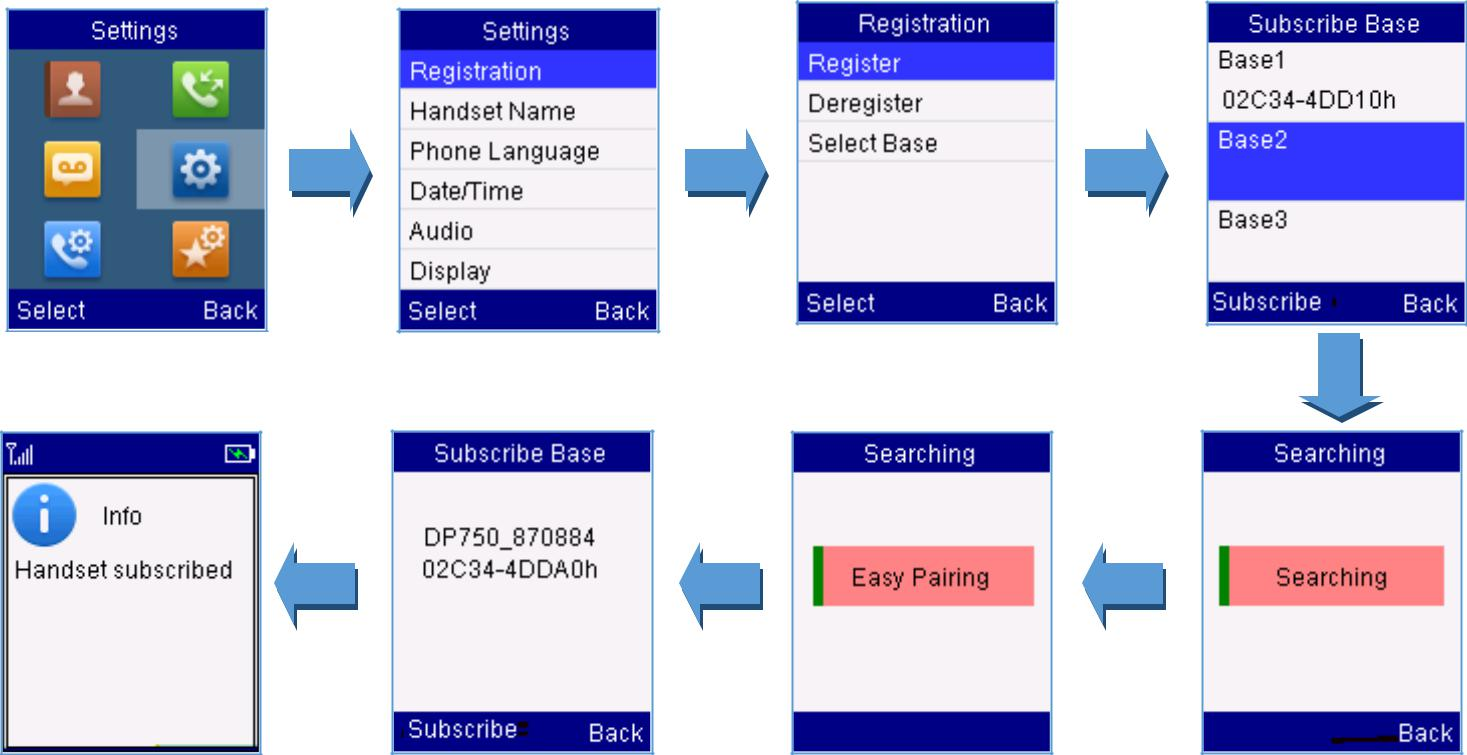 Settings
Select Back
Settings
Registration
Handset Name
Phone Language
Date/Time
Audio
Display
Select Back
Registration
Register
Deregister
Select Base
Select Back
Subscribe Base
Base1
02C34-4DD10h
Base2
Base3
Subscribe Back
Searching
Searching
Back
Searching
Easy Pairing
Subscribe Base
DP750_870884
02C34-4DDA0h
Subscribe Back
Info
Handset subscribed